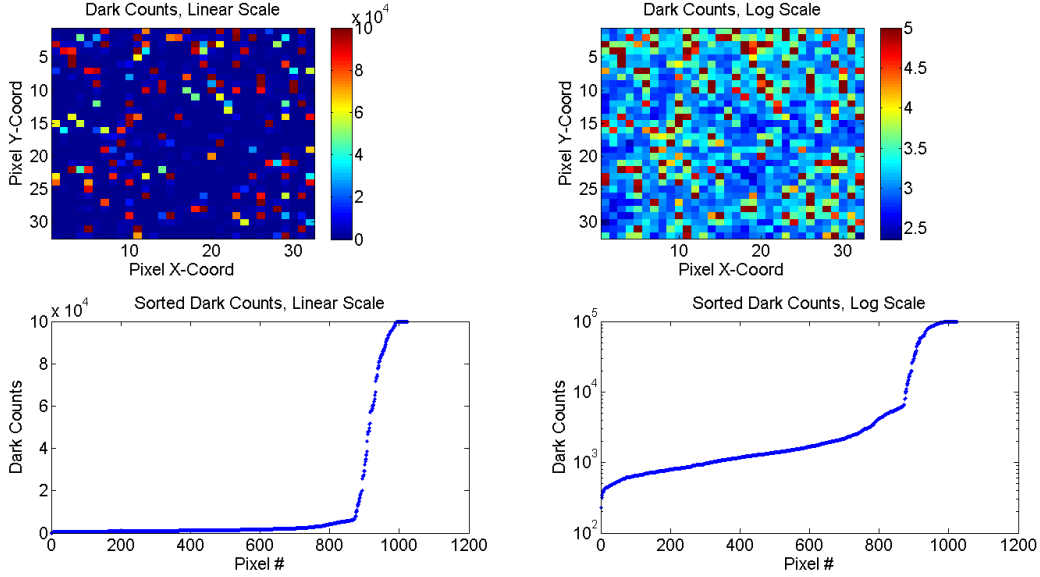 Dark Counts, Linear Scale
x 10^4
5
10
15
20
25
30
10 20 30
Pixel Y-Coord
Pixel X-Coord
10
8
6
4
2
0
Dark Counts, Log Scale
5
10
15
20
25
30
10 20 30
Pixel Y-Coord
Pixel X-Coord
5
4.5
4
3.5
3
2.5
Sorted Dark Counts, Linear Scale
x 10^4
10
8
6
4
2
0
0 200 400 600 800 1000 1200
Dark Counts
Pixel #
Sorted Dark Counts, Log Scale
10^5
10^4
10^3
10^2
0 200 400 600 800 1000 1200
Dark Counts
Pixel #